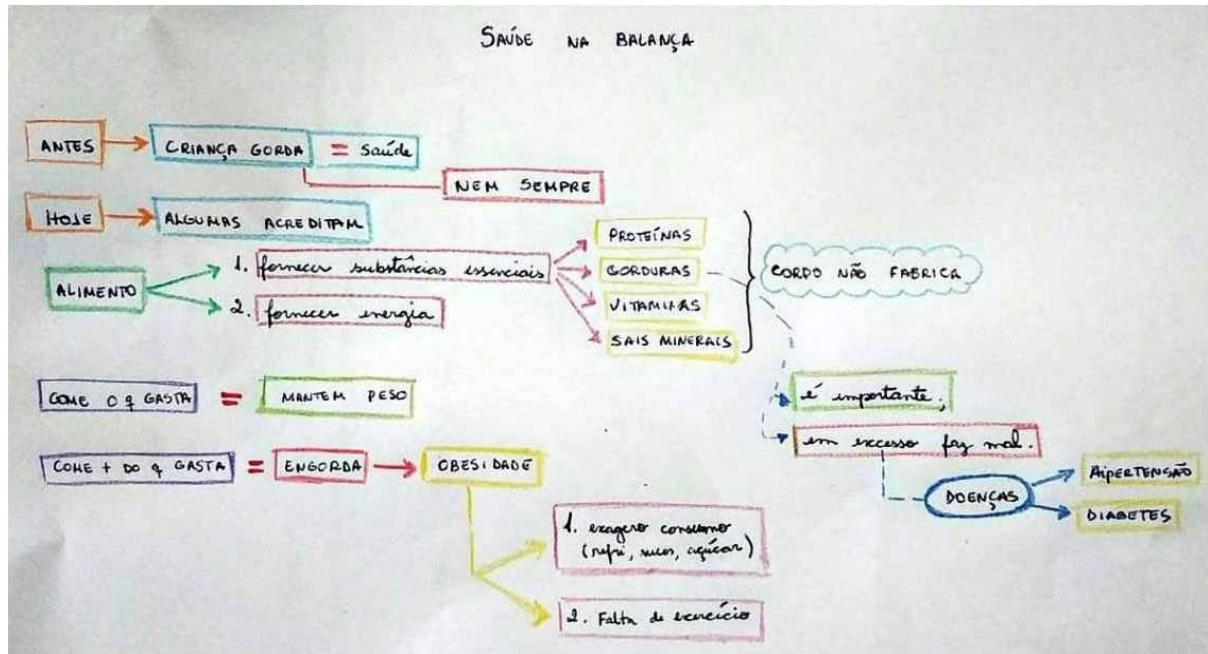 SAÚDE NA BALANÇA
ANTES
CRIANÇA GORDA = Saúde
NEM SEMPRE
HOJE
ALGUMAS ACREDITAM
ALIMENTO
1. fornecer substâncias essenciais
2. fornecer energia
PROTEÍNAS
GORDURAS
VITAMINAS
SAIS MINERAIS
CORPO NÃO FABRICA
é importante;
em excesso faz mal.
DOENÇAS
HIPERTENSÃO
DIABETES
COME O q GASTA = MANTEM PESO
COME + DO q GASTA = ENGORDA
OBESIDADE
1. exagero consumo
(refri, sucos, açúcar)
2. Falta de exercício